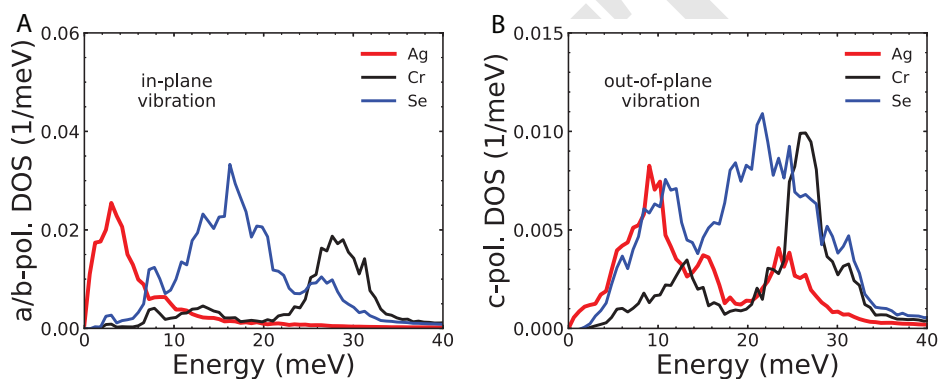 A
a/b-pol. DOS (1/meV)
0.06
0.04
0.02
0.00
in-plane
vibration
Ag
Cr
Se
0
10
20
30
40
Energy (meV)
B
c-pol. DOS (1/meV)
0.015
0.010
0.005
0.000
out-of-plane
vibration
Ag
Cr
Se
0
10
20
30
40
Energy (meV)